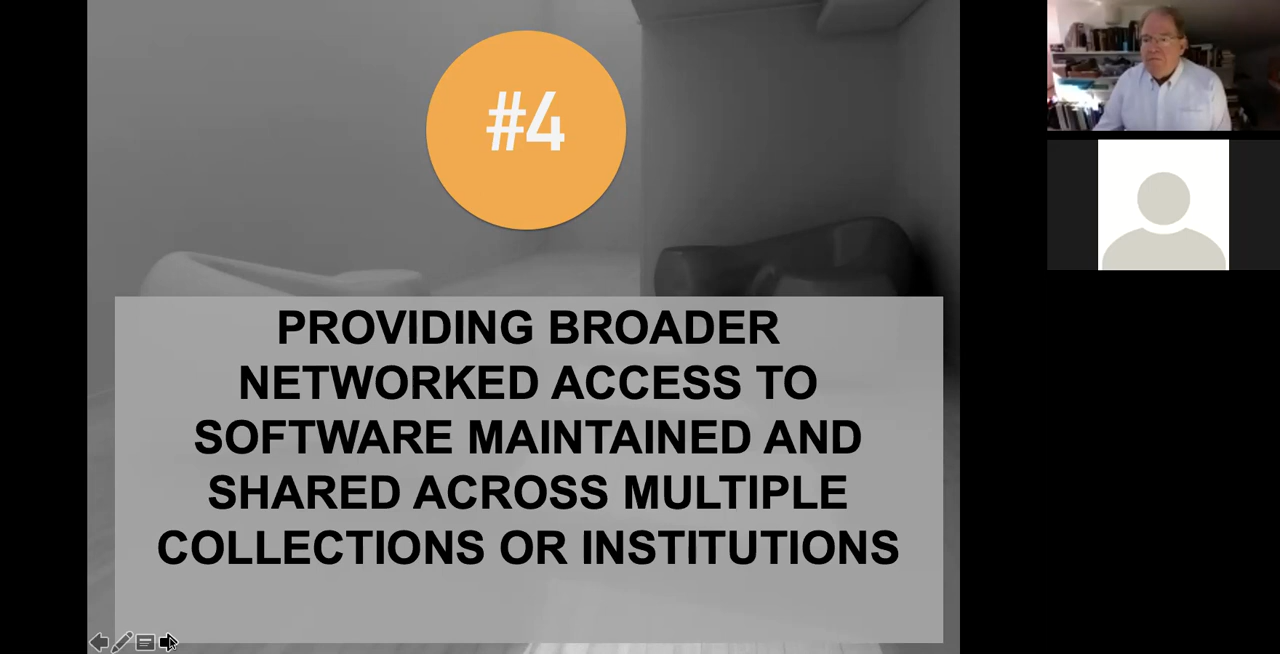 #4
PROVIDING BROADER
NETWORKED ACCESS TO
SOFTWARE MAINTAINED AND
SHARED ACROSS MULTIPLE
COLLECTIONS OR INSTITUTIONS